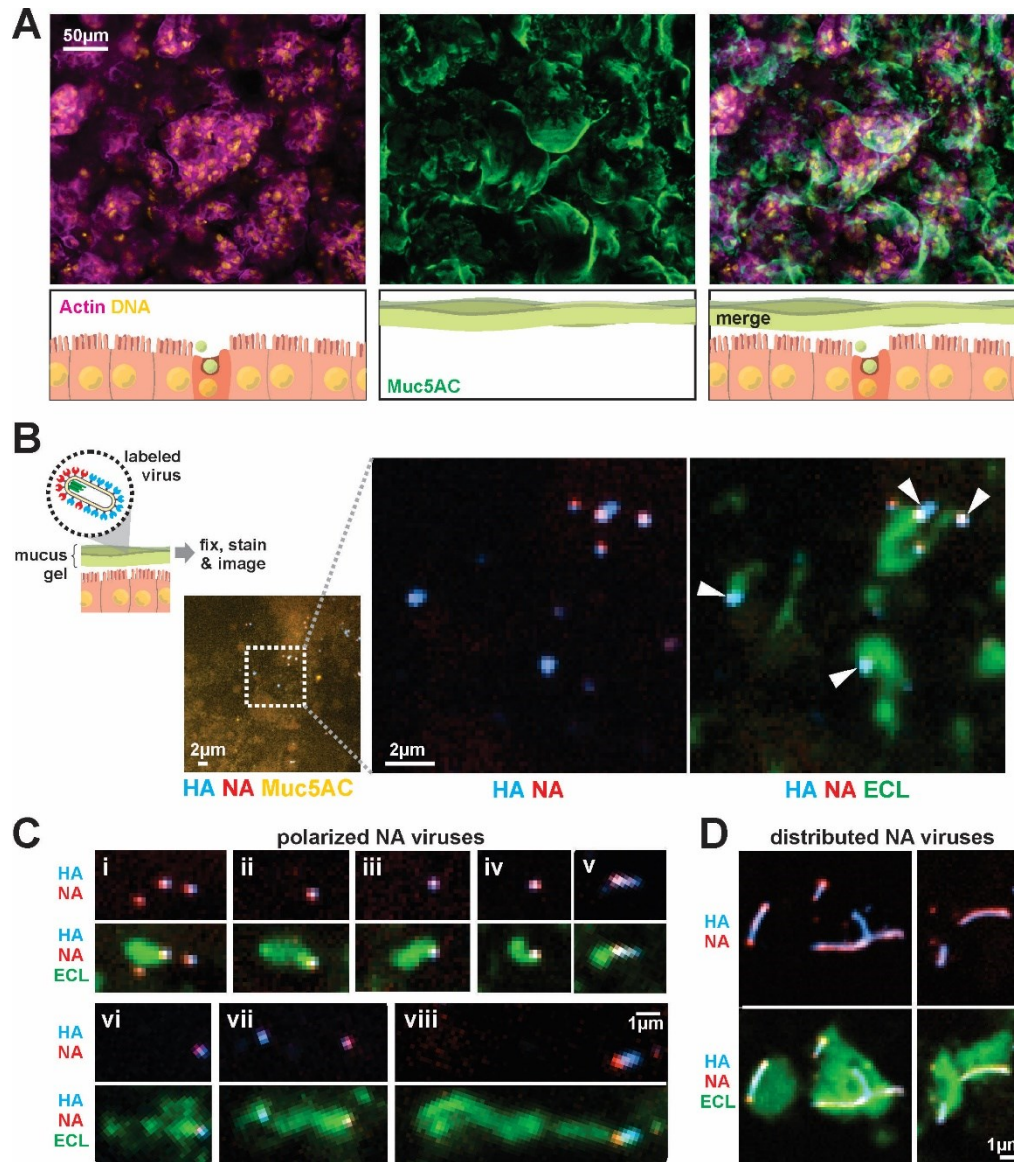 A
50µm
Actin DNA
Muc5AC
merge
B
labeled
virus
mucus
gel
fix, stain
& image
2µm
HA NA Muc5AC
2µm
HA NA
HA NA ECL
C
polarized NA viruses
i
ii
iii
iv
v
HA
NA
HA
NA
ECL
vi
vii
viii
1µm
HA
NA
HA
NA
ECL
D
distributed NA viruses
HA
NA
HA
NA
ECL
1µm